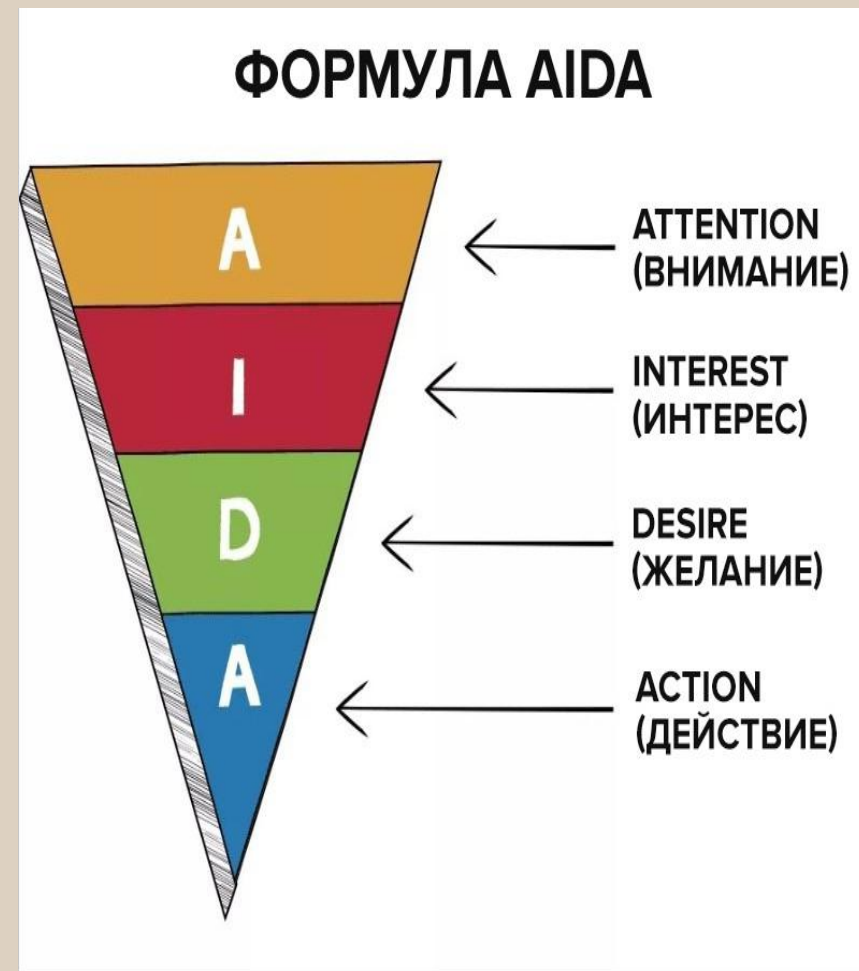 ФОРМУЛА AIDA
A
ATTENTION
(ВНИМАНИЕ)
I
INTEREST
(ИНТЕРЕС)
D
DESIRE
(ЖЕЛАНИЕ)
A
ACTION
(ДЕЙСТВИЕ)